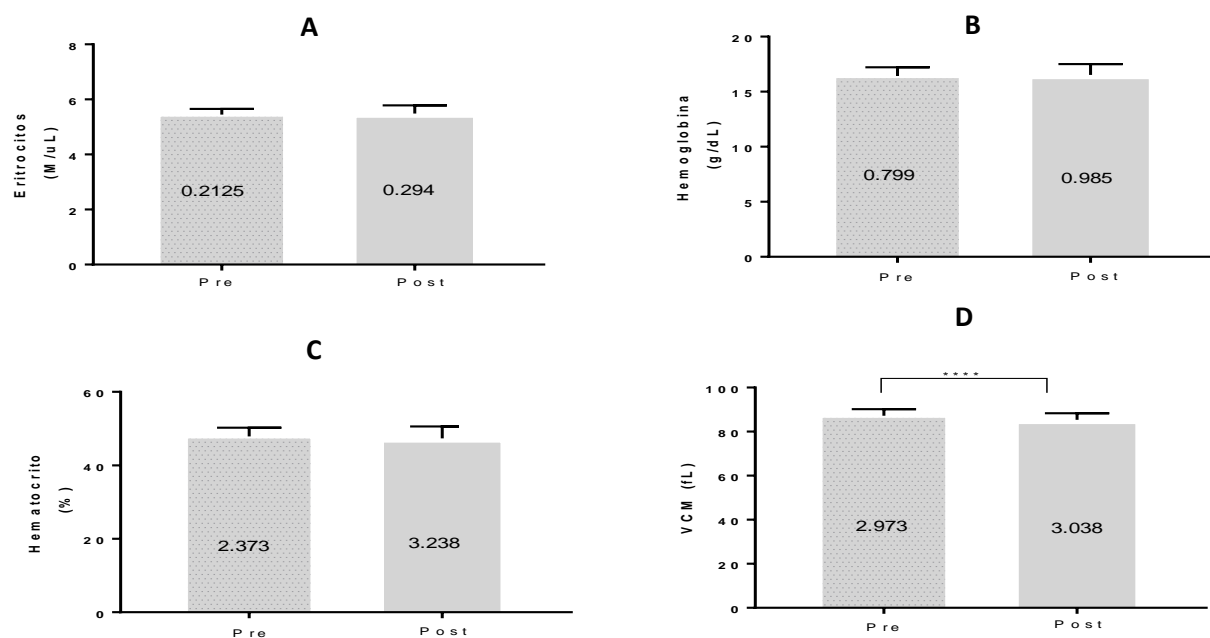 A
Eritrocitos
(M/uL)
8
6
4
2
0
0.2125
0.294
Pre
Post
B
Hemoglobina
(g/dL)
20
15
10
5
0
0.799
0.985
Pre
Post
C
Hematocrito
(%)
60
40
20
0
2.373
3.238
Pre
Post
D
VCM (fL)
****
100
80
60
40
20
0
2.973
3.038
Pre
Post